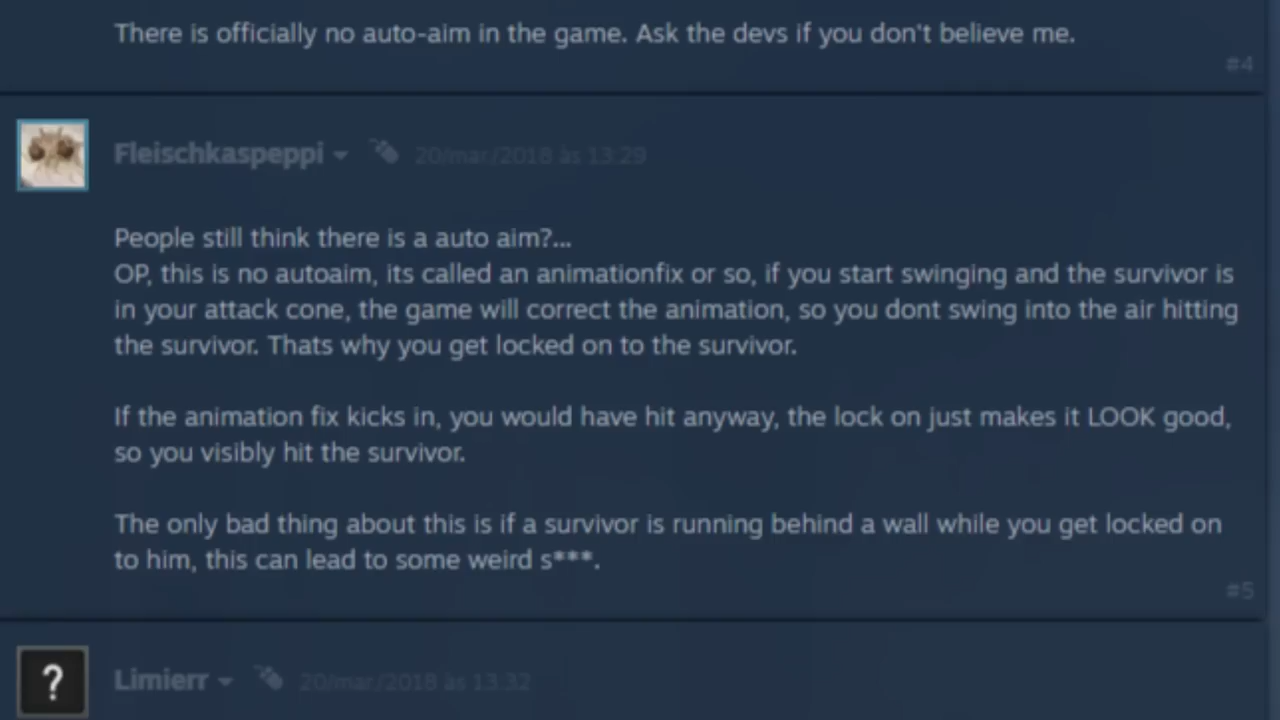 There is officially no auto-aim in the game. Ask the devs if you don't believe me.
#4
Fleischkaspeppi
20/mar./2018 às 13:29
People still think there is a auto aim?...
OP, this is no autoaim, its called an animationfix or so, if you start swinging and the survivor is
in your attack cone, the game will correct the animation, so you dont swing into the air hitting
the survivor. Thats why you get locked on to the survivor.
If the animation fix kicks in, you would have hit anyway, the lock on just makes it LOOK good,
so you visibly hit the survivor.
The only bad thing about this is if a survivor is running behind a wall while you get locked on
to him, this can lead to some weird s***.
#5
?
Limierr
20/mar./2018 às 13:32